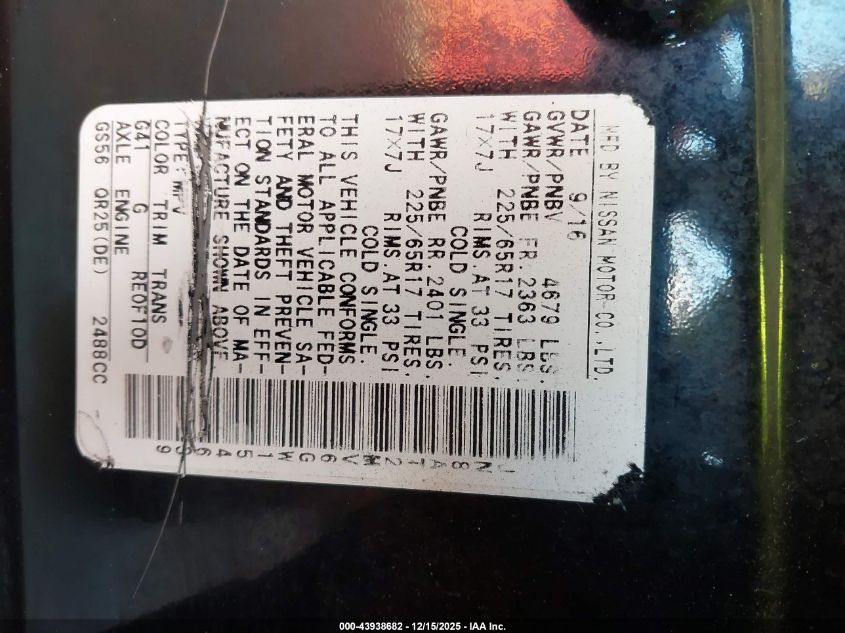 MFD BY NISSAN MOTOR CO.,LTD.
DATE 9/16
GVWR/PNBV 4679 LBS.
GAWR/PNBE FR.2363 LBS
WITH 225/65R17 TIRES,
17X7J RIMS AT 33 PSI
COLD SINGLE.
GAWR/PNBE RR.2401 LBS,
WITH 225/65R17 TIRES,
17X7J RIMS AT 33 PSI
COLD SINGLE.
THIS VEHICLE CONFORMS
TO ALL APPLICABLE FED-
ERAL MOTOR VEHICLE SA-
FETY AND THEFT PREVEN-
TION STANDARDS IN EFF-
ECT ON THE DATE OF MA-
NUFACTURE SHOWN ABOVE
TYPE: MPV
COLOR TRIM TRANS
G41 G RE0F10D
AXLE ENGINE
GS56 QR25(DE) 2488CC
JN8AT2MV6GW154659
000-43938682 - 12/15/2025 - IAA Inc.